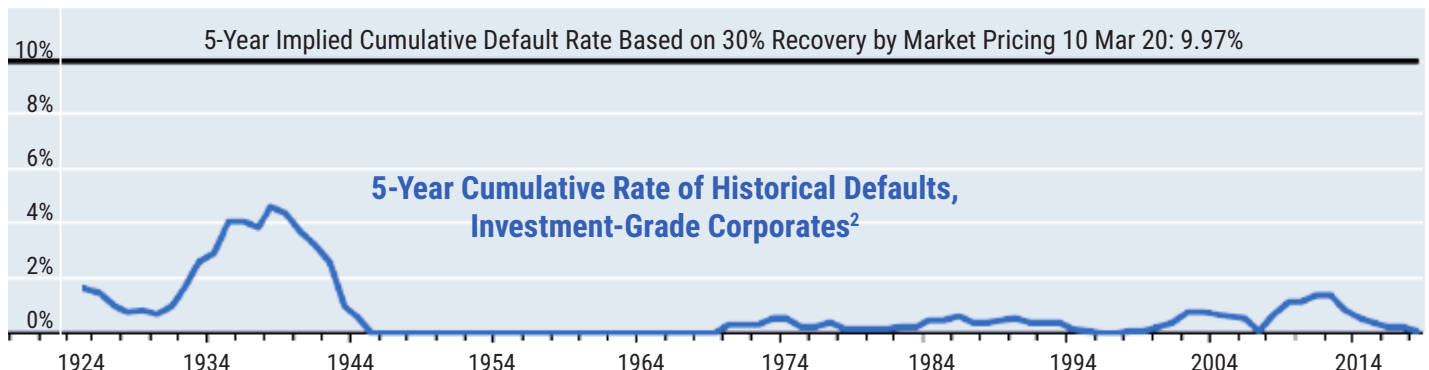 5-Year Implied Cumulative Default Rate Based on 30% Recovery by Market Pricing 10 Mar 20: 9.97%
10%
8%
6%
5-Year Cumulative Rate of Historical Defaults,
4%
Investment-Grade Corporates2
2%
0%
1924 1934 1944 1954 1964 1974 1984 1994 2004 2014